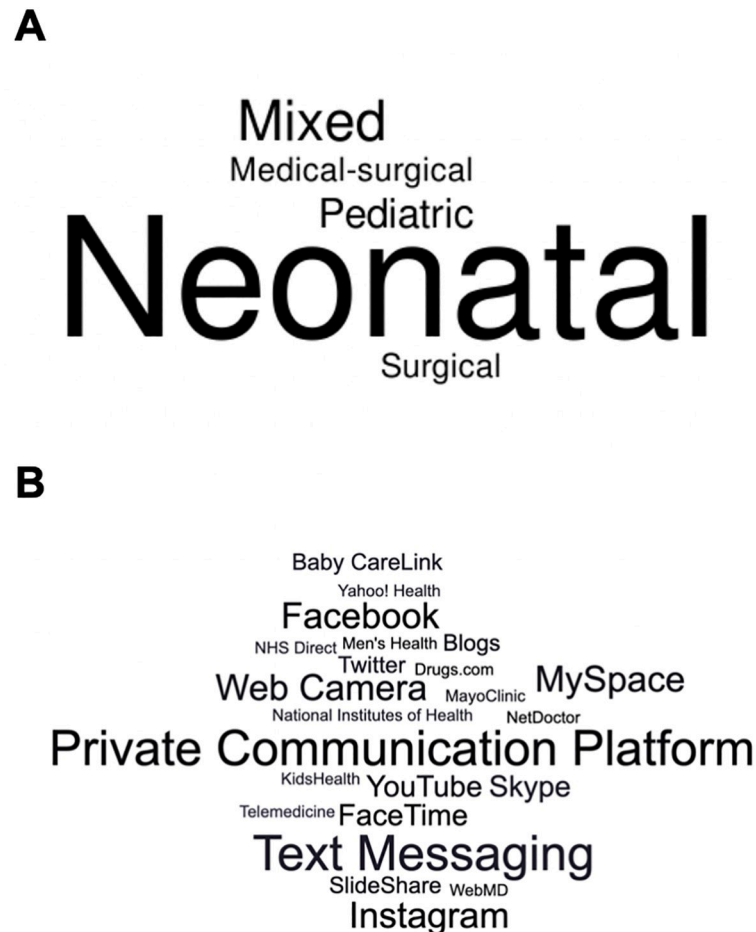 A
Mixed
Medical-surgical
Pediatric
Neonatal
Surgical
B
Baby CareLink
Yahoo! Health
Facebook
NHS Direct Men's Health Blogs
Twitter Drugs.com
Web Camera MayoClinic MySpace
National Institutes of Health NetDoctor
Private Communication Platform
KidsHealth YouTube Skype
Telemedicine FaceTime
Text Messaging
SlideShare WebMD
Instagram